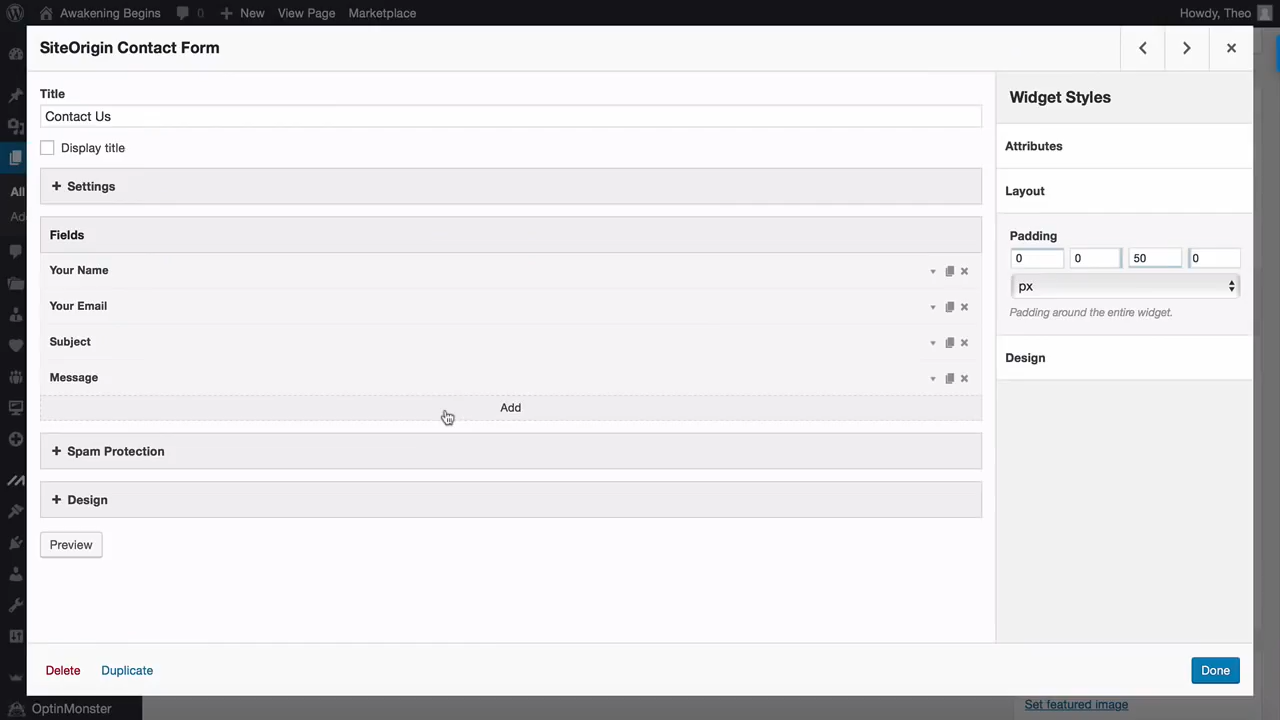 Awakening Begins
0
New
View Page
Marketplace
Howdy, Theo
SiteOrigin Contact Form
Title
Contact Us
Display title
Settings
Fields
Your Name
Your Email
Subject
Message
Add
Spam Protection
Design
Preview
Widget Styles
Attributes
Layout
Padding
0 0 50 0
px
Padding around the entire widget.
Design
All
Add
Delete
Duplicate
Done
OptinMonster
Set featured image